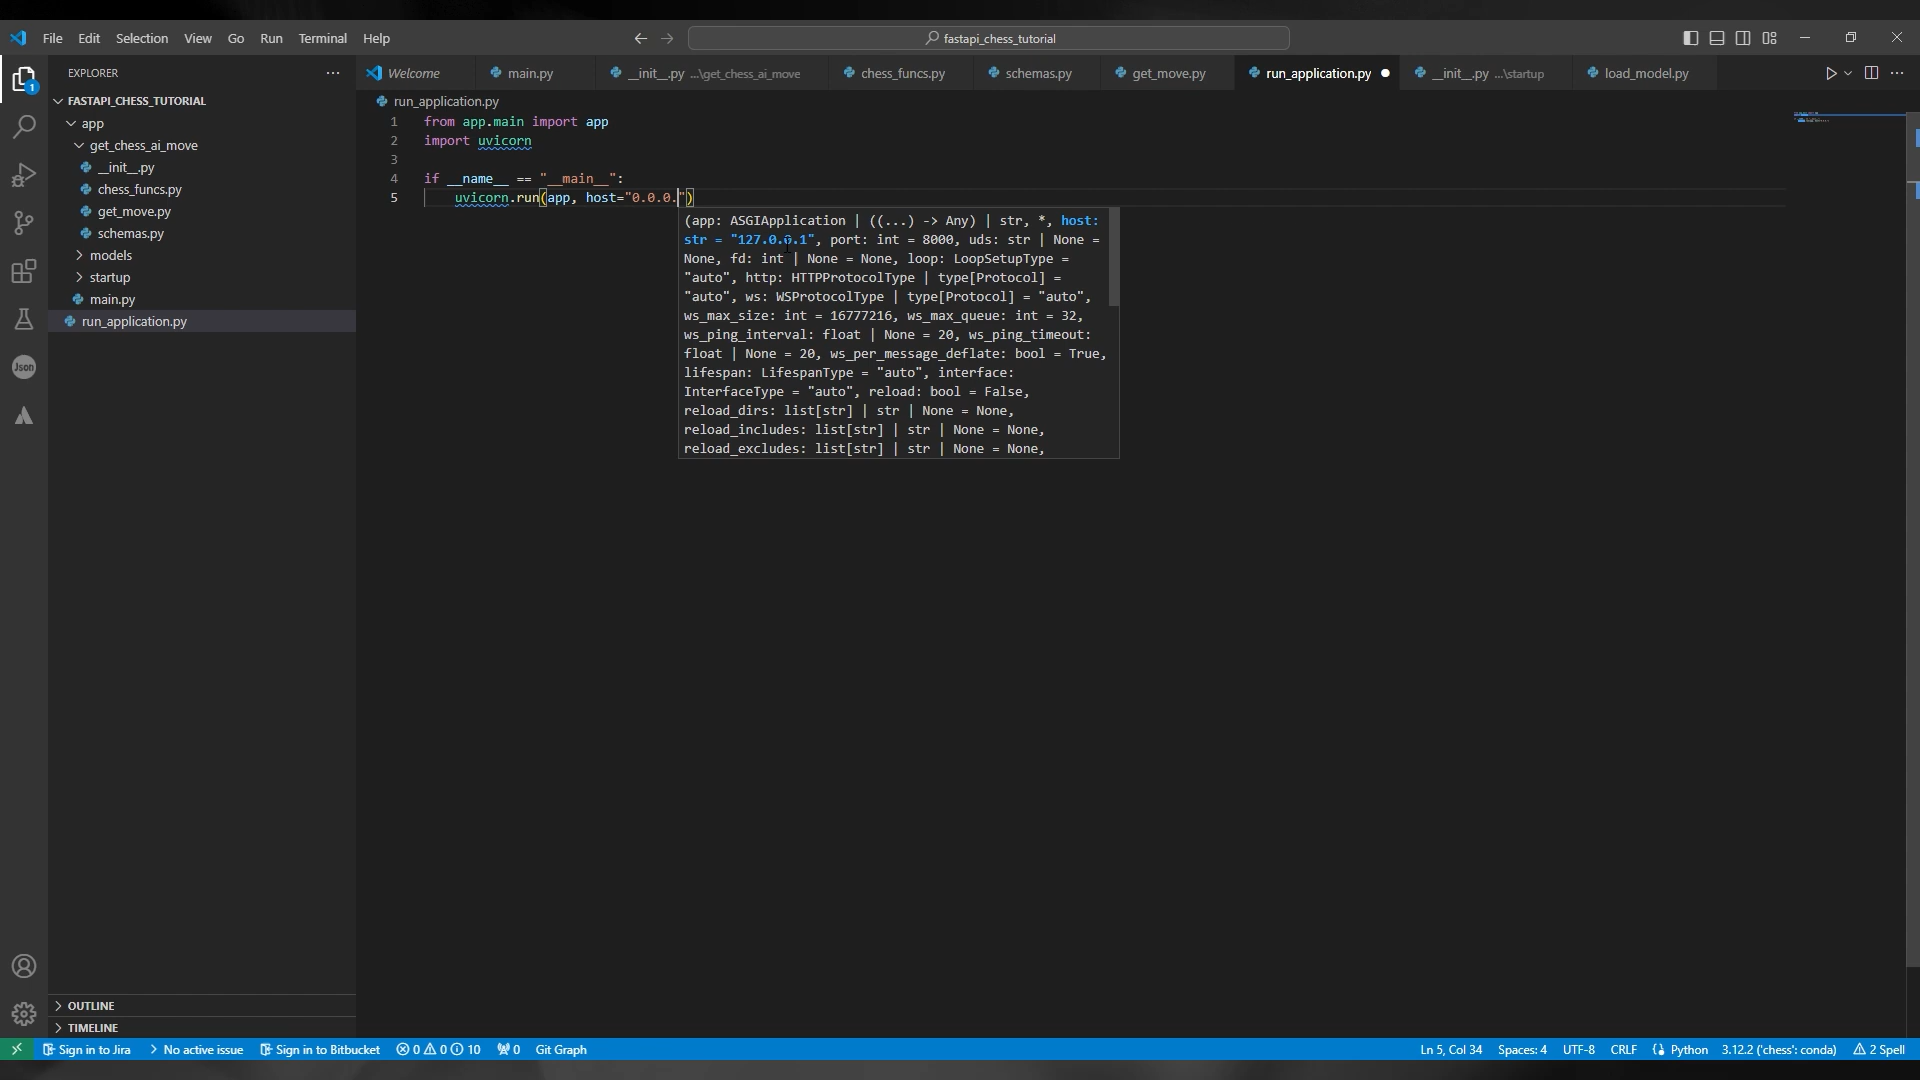 File Edit Selection View Go Run Terminal Help
fastapi_chess_tutorial
EXPLORER
Welcome main.py __init__.py ...\get_chess_ai_move chess_funcs.py schemas.py get_move.py run_application.py __init__.py ...\startup load_model.py
FASTAPI_CHESS_TUTORIAL
app
get_chess_ai_move
__init__.py
chess_funcs.py
get_move.py
schemas.py
models
startup
main.py
run_application.py
run_application.py
1 from app.main import app
2 import uvicorn
3
4 if __name__ == "__main__":
5 uvicorn.run(app, host="0.0.0.")
(app: ASGIApplication | ((...) -> Any) | str, *, host:
str = "127.0.0.1", port: int = 8000, uds: str | None =
None, fd: int | None = None, loop: LoopSetupType =
"auto", http: HTTPProtocolType | type[Protocol] =
"auto", ws: WSProtocolType | type[Protocol] = "auto",
ws_max_size: int = 16777216, ws_max_queue: int = 32,
ws_ping_interval: float | None = 20, ws_ping_timeout:
float | None = 20, ws_per_message_deflate: bool = True,
lifespan: LifespanType = "auto", interface:
InterfaceType = "auto", reload: bool = False,
reload_dirs: list[str] | str | None = None,
reload_includes: list[str] | str | None = None,
reload_excludes: list[str] | str | None = None,
1
Json
OUTLINE
TIMELINE
Sign in to Jira No active issue Sign in to Bitbucket 0 0 10 0 Git Graph
Ln 5, Col 34 Spaces: 4 UTF-8 CRLF Python 3.12.2 ('chess': conda) 2 Spell